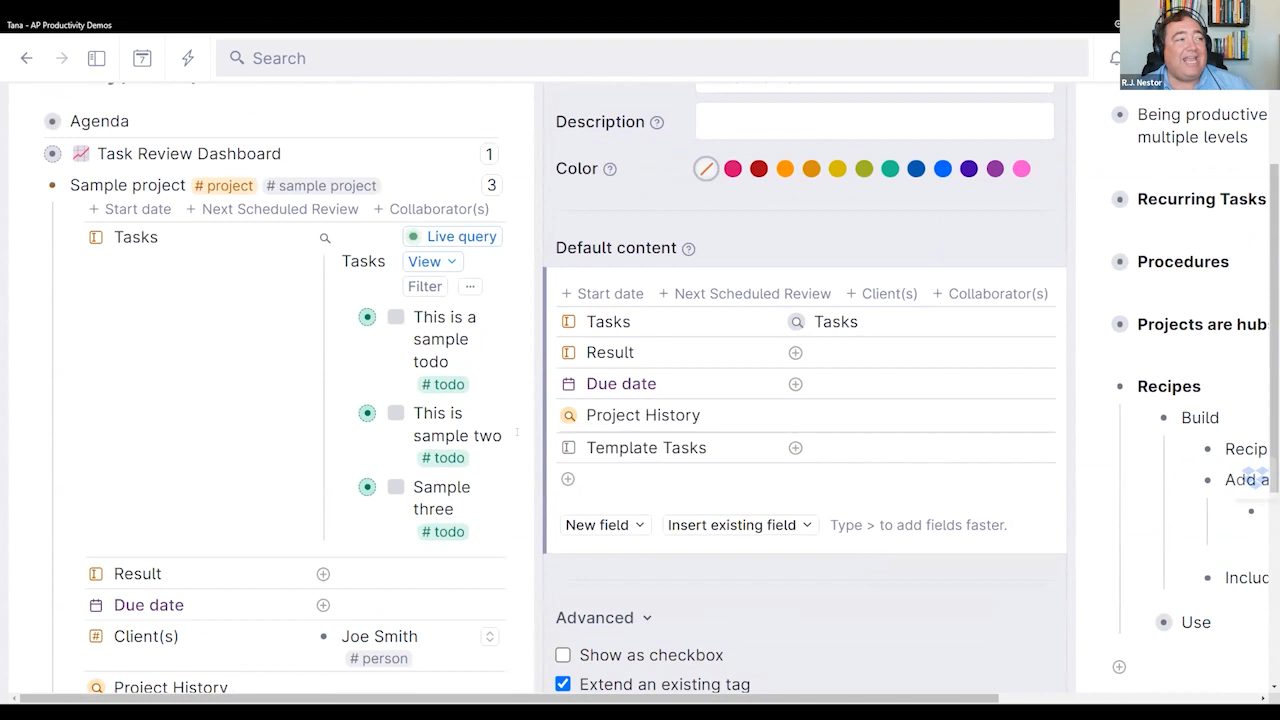 Tana - AP Productivity Demos
7
Search
R.J. Nestor
Agenda
Task Review Dashboard
1
Sample project # project # sample project
3
+ Start date + Next Scheduled Review + Collaborator(s)
Tasks
Live query
Tasks
View
Filter
...
This is a
sample
todo
# todo
This is
sample two
# todo
Sample
three
# todo
Result
Due date
Client(s)
Joe Smith
# person
Project History
Description ?
Color ?
Default content ?
+ Start date + Next Scheduled Review + Client(s) + Collaborator(s)
Tasks
Tasks
Result
Due date
Project History
Template Tasks
New field
Insert existing field
Type > to add fields faster.
Advanced
Show as checkbox
Extend an existing tag
Being productive
multiple levels
Recurring Tasks
Procedures
Projects are hub
Recipes
Build
Recip
Add a
Includ
Use